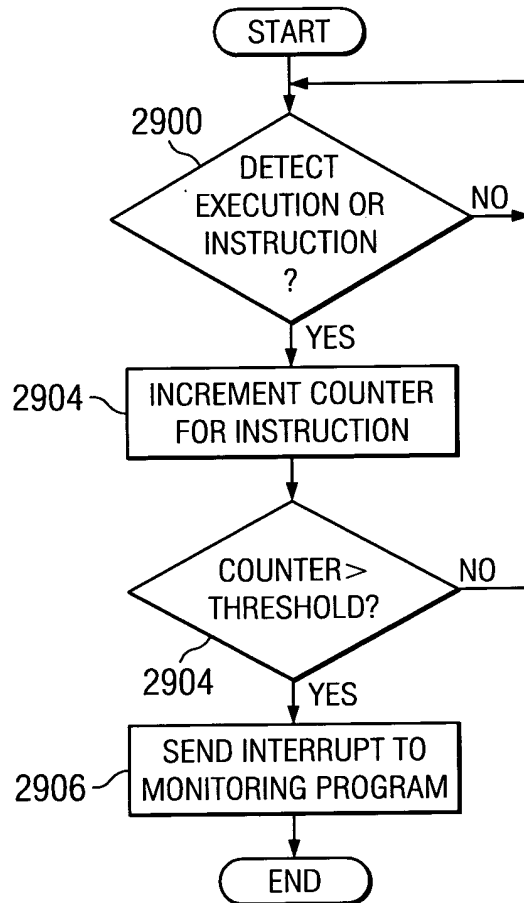 START
2900
DETECT
EXECUTION OR
INSTRUCTION
?
NO
YES
2904
INCREMENT COUNTER
FOR INSTRUCTION
COUNTER>
THRESHOLD?
NO
2904
YES
2906
SEND INTERRUPT TO
MONITORING PROGRAM
END